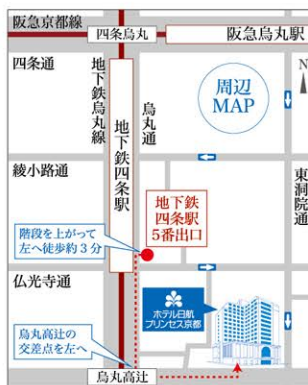 阪急京都線
四条烏丸
阪急烏丸駅
四条通
地下鉄烏丸線
地下鉄四条駅
烏丸通
周辺
MAP
N
綾小路通
東洞院通
階段を上がって
左へ徒歩約3分
地下鉄
四条駅
5番出口
仏光寺通
ホテル日航
プリンセス京都
烏丸高辻の
交差点を左へ
烏丸高辻